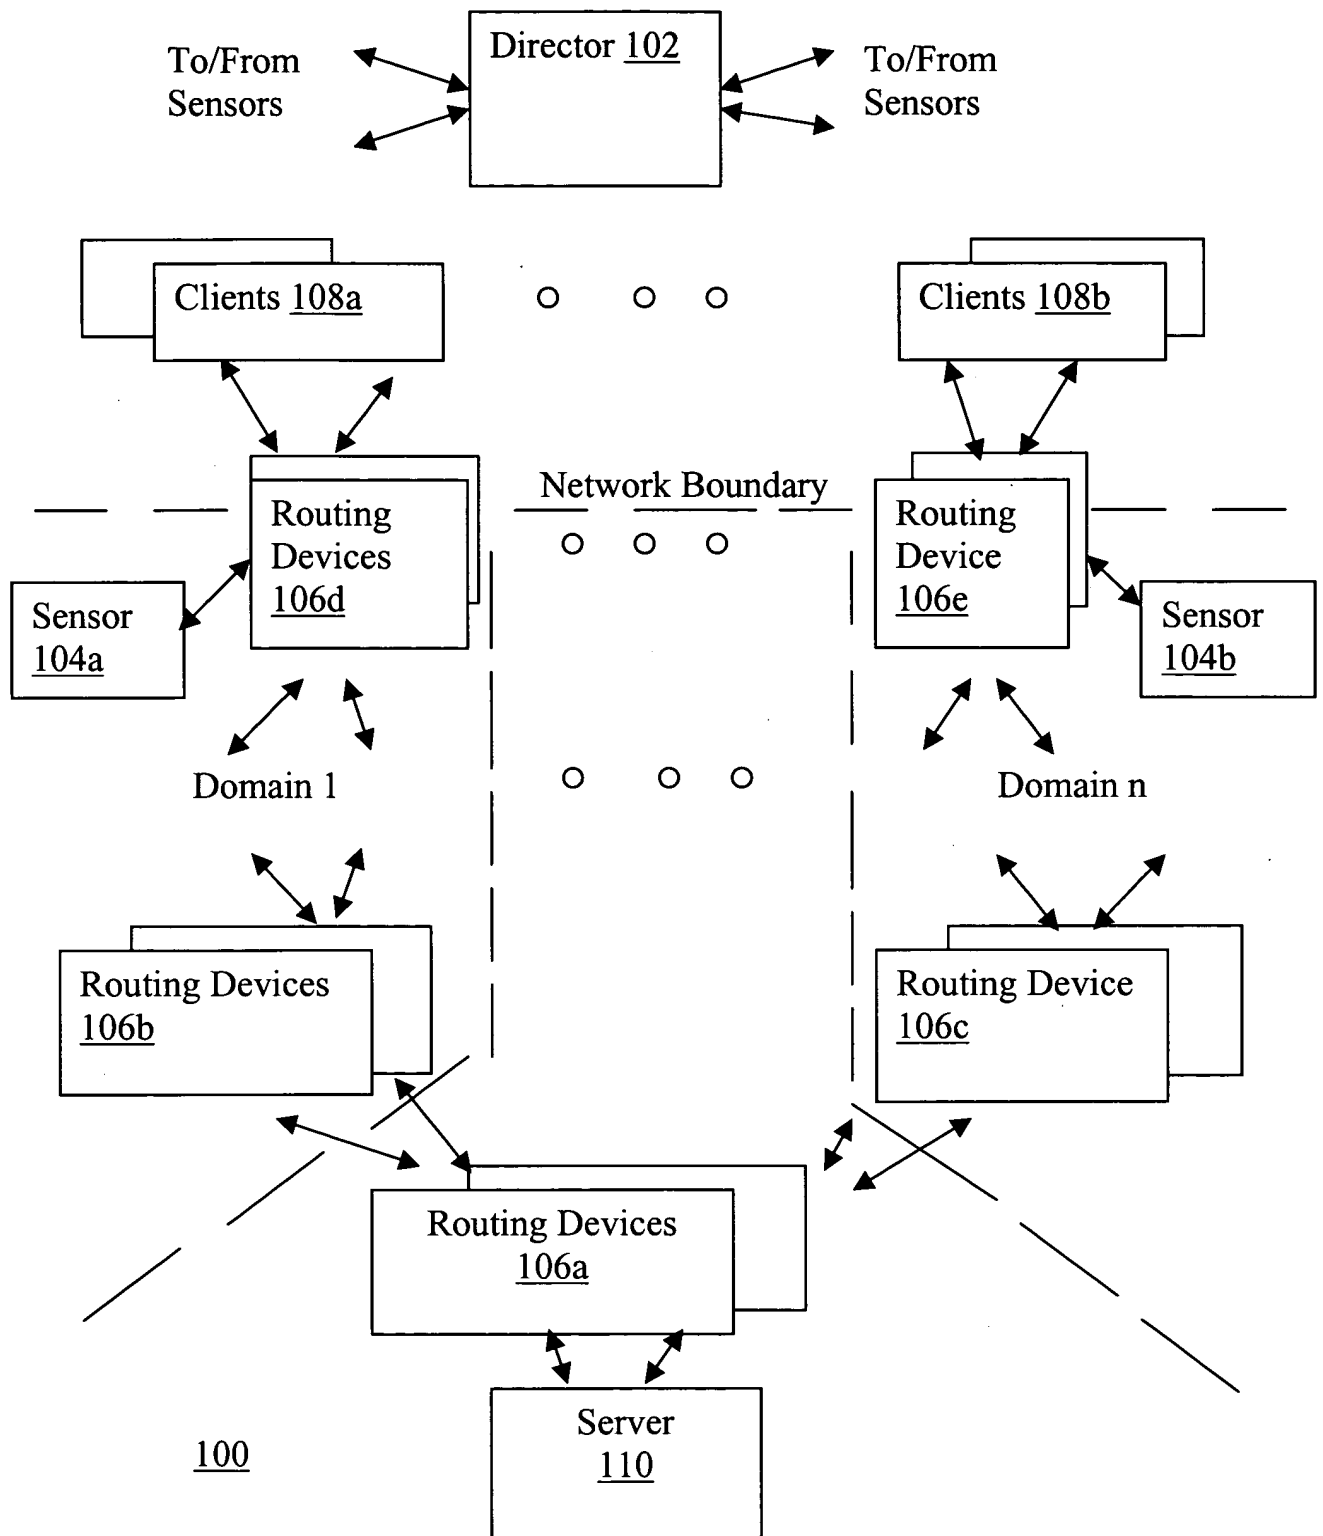 To/From
Sensors
Director 102
To/From
Sensors
Clients 108a
Clients 108b
Network Boundary
Routing
Devices
106d
Routing
Device
106e
Sensor
104a
Sensor
104b
Domain 1
Domain n
Routing Devices
106b
Routing Device
106c
Routing Devices
106a
Server
110
100